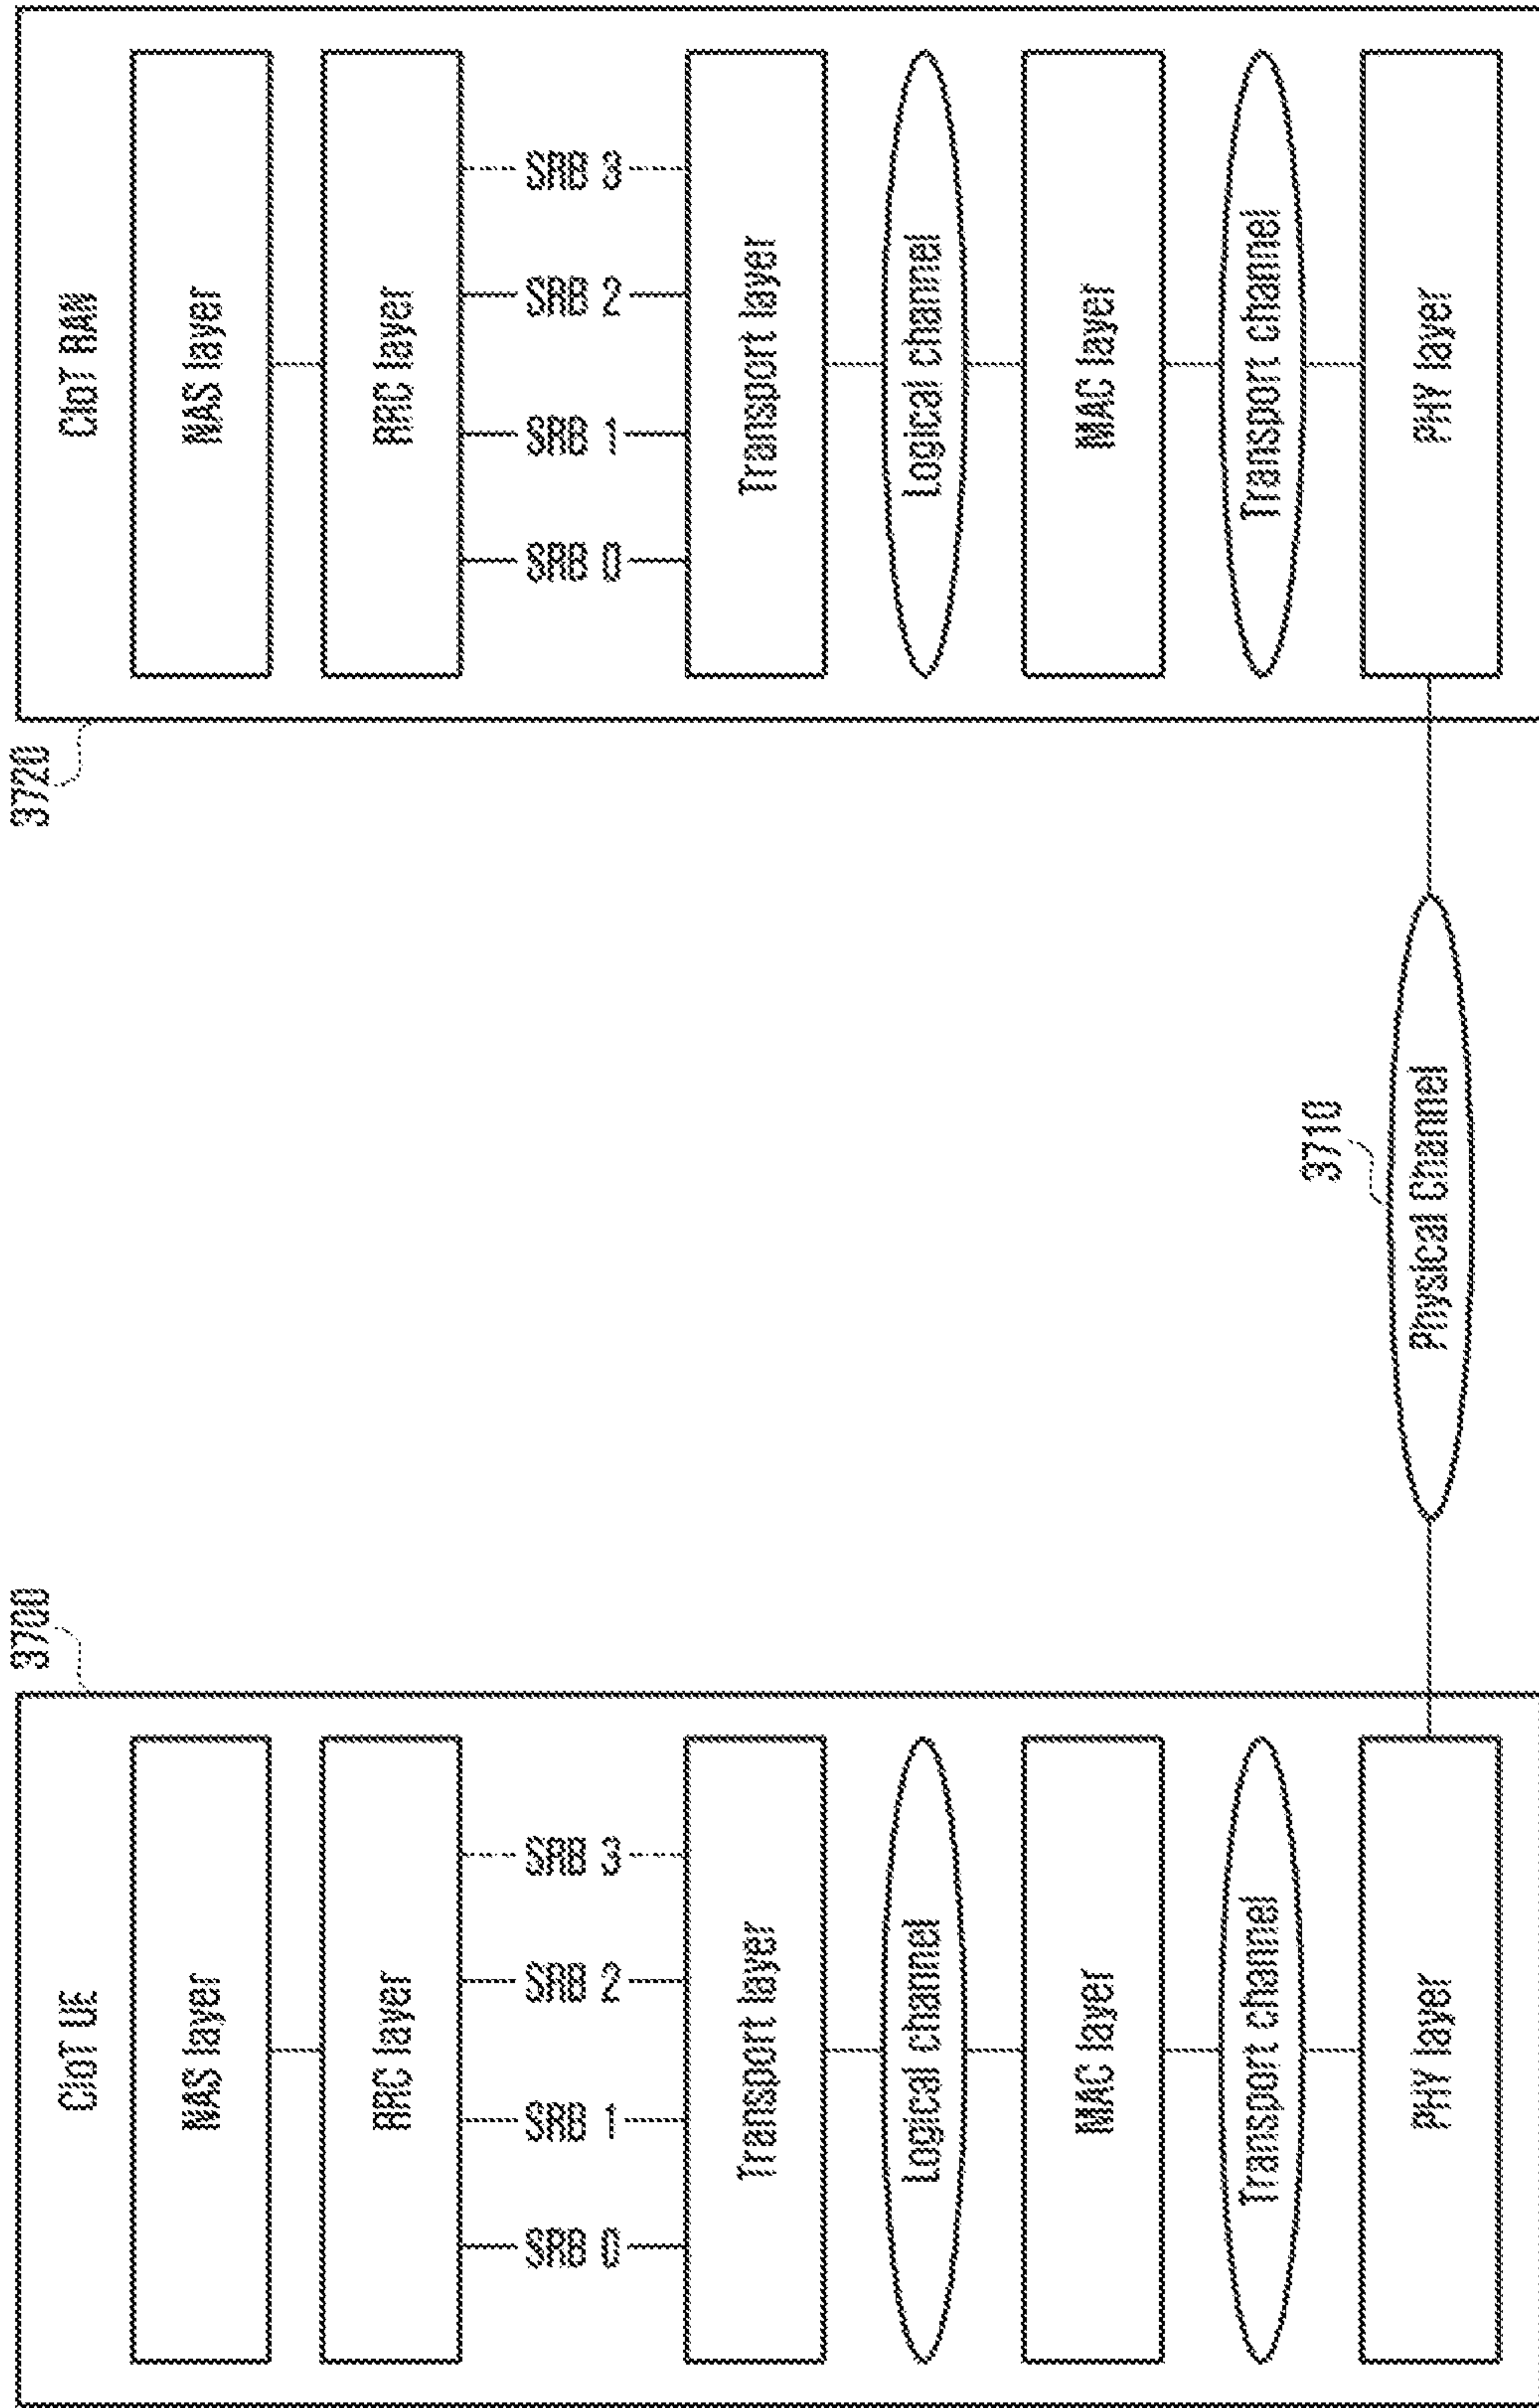 3700
CIoT UE
NAS layer
RRC layer
SRB 0
SRB 1
SRB 2
SRB 3
Transport layer
Logical channel
MAC layer
Transport channel
PHY layer
3710
Physical Channel
3720
CIoT RAN
NAS layer
RRC layer
SRB 0
SRB 1
SRB 2
SRB 3
Transport layer
Logical channel
MAC layer
Transport channel
PHY layer